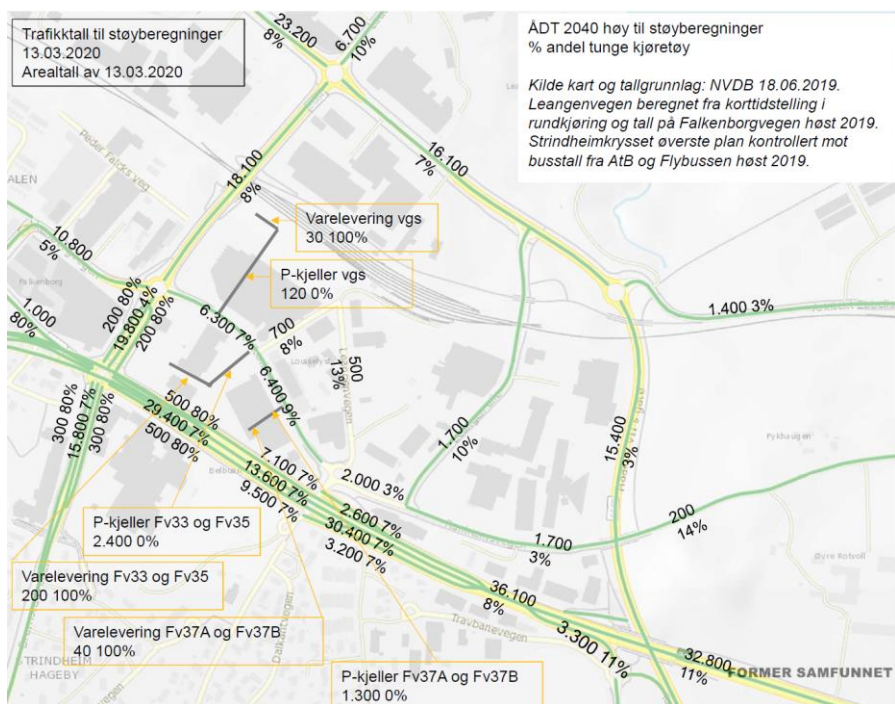 Trafikktall til støyberegninger
13.03.2020
Arealtall av 13.03.2020
ÅDT 2040 høy til støyberegninger
% andel tunge kjøretøy
Kilde kart og tallgrunnlag: NVDB 18.06.2019.
Leangenvegen beregnet fra korttidstelling i
rundkjøring og tall på Falkenborgvegen høst 2019.
Strindheimkrysset øverste plan kontrollert mot
busstall fra AtB og Flybussen høst 2019.
23.200
8%
6.700
10%
16.100
7%
18.100
8%
Peder Falcks veg
ALEN
Varelevering vgs
30 100%
P-kjeller vgs
120 0%
10.800
5%
Falkenborg
1.000
80%
200 80%
19.800 4%
200 80%
6.300 7%
700
8%
500
13%
6.400 9%
1.400 3%
300 80%
15.800 7%
300 80%
500 80%
29.400 7%
500 80%
7.100 7%
13.600 7%
9.500 7%
2.000 3%
1.700
10%
15.400
3%
Fykhaugen
2.600 7%
30.400 7%
3.200 7%
1.700
3%
200
14%
Øvre Rotvoll
P-kjeller Fv33 og Fv35
2.400 0%
Varelevering Fv33 og Fv35
200 100%
Varelevering Fv37A og Fv37B
40 100%
P-kjeller Fv37A og Fv37B
1.300 0%
36.100
8%
Travbanevegen
3.300 11%
32.800
11%
STRINDHEIM
HAGEBY
FORMER SAMFUNNET